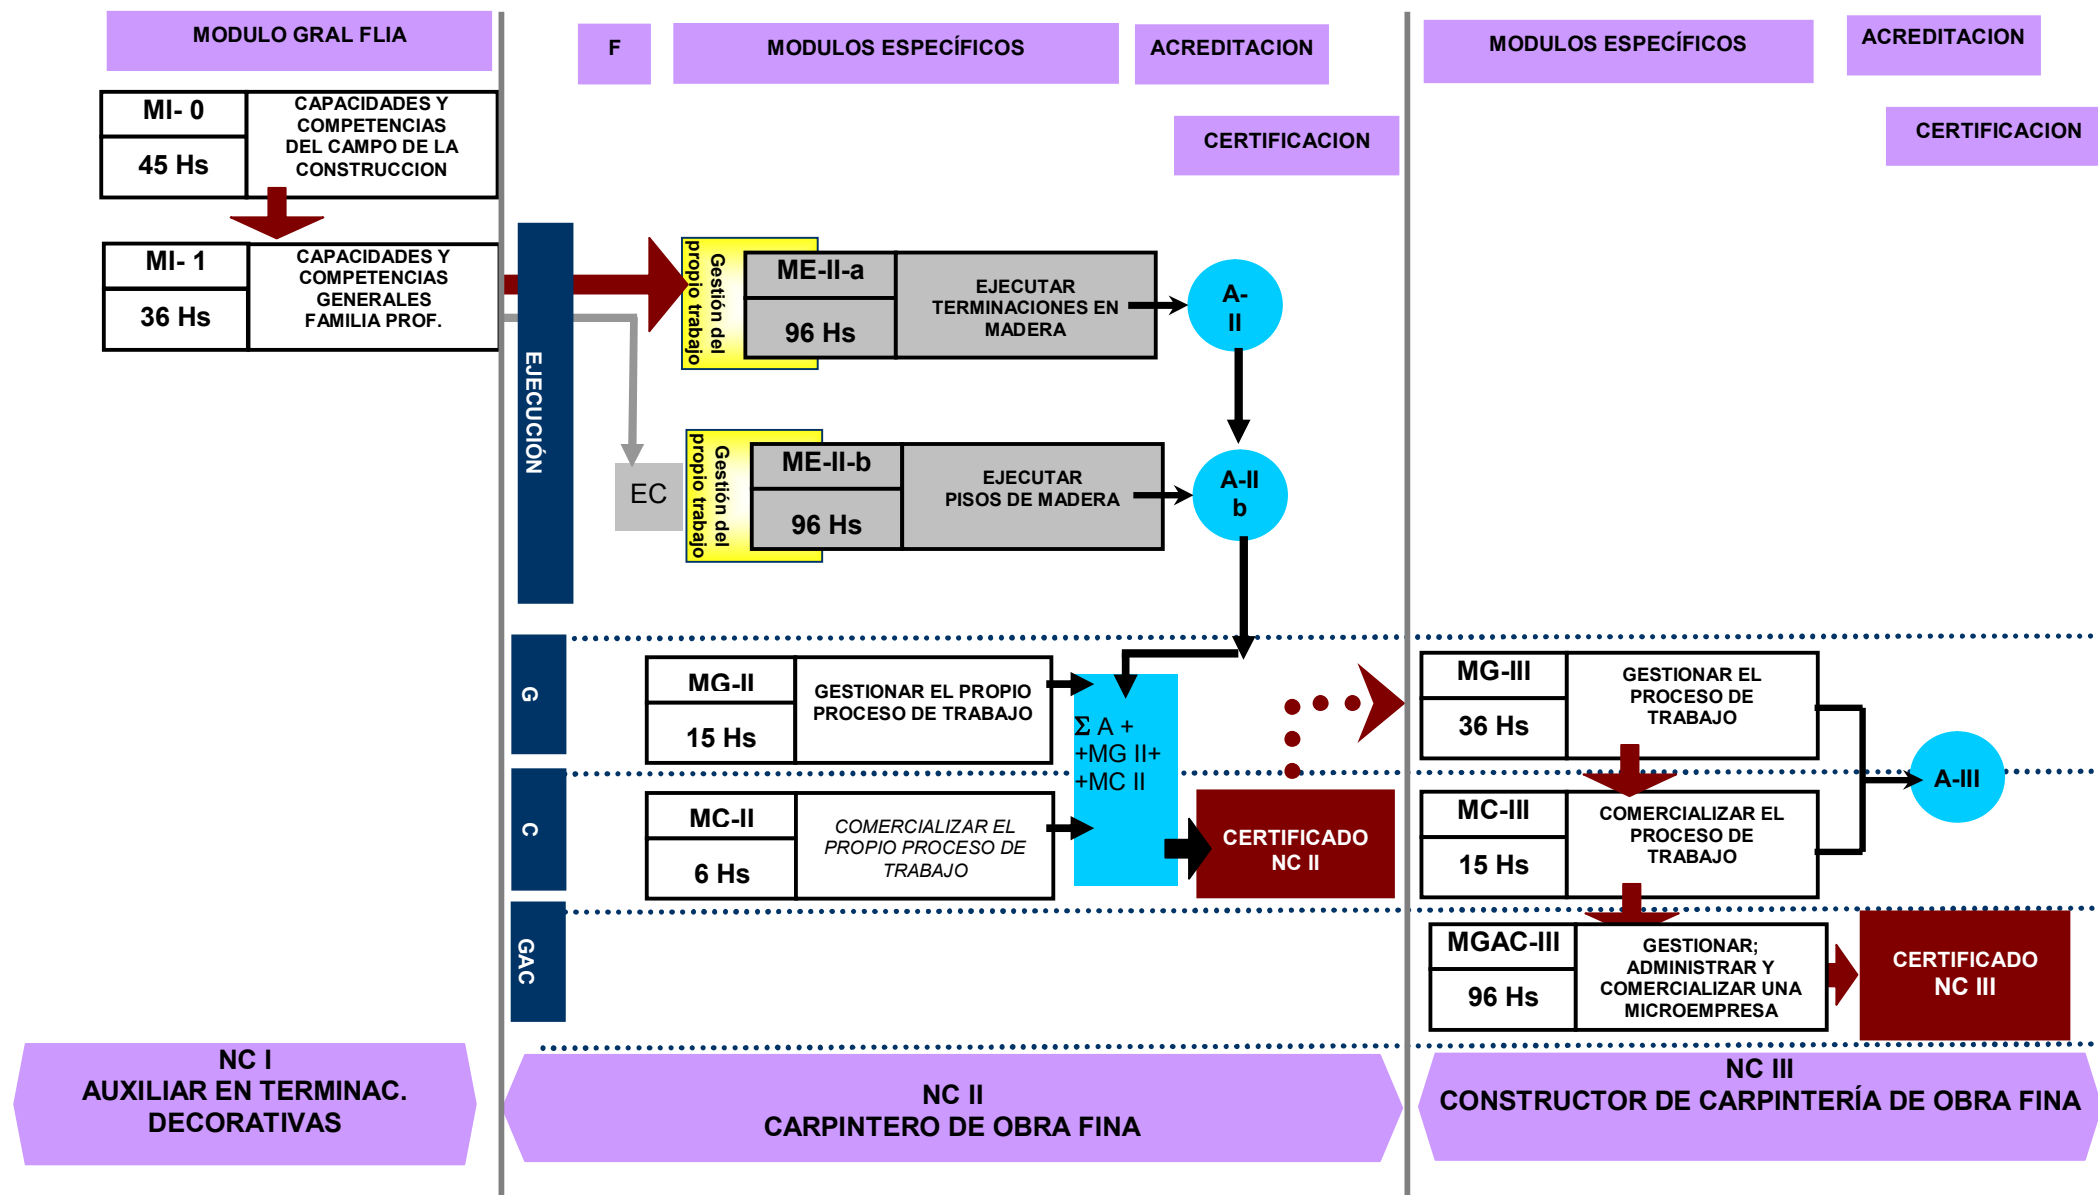 MODULO GRAL FLIA
F
MODULOS ESPECÍFICOS
ACREDITACION
CERTIFICACION
MODULOS ESPECÍFICOS
ACREDITACION
CERTIFICACION
MI- 0
45 Hs
CAPACIDADES Y
COMPETENCIAS
DEL CAMPO DE LA
CONSTRUCCION
MI- 1
36 Hs
CAPACIDADES Y
COMPETENCIAS
GENERALES
FAMILIA PROF.
EJECUCIÓN
Gestión del
propio trabajo
ME-II-a
96 Hs
EJECUTAR
TERMINACIONES EN
MADERA
A-
II
EC
Gestión del
propio trabajo
ME-II-b
96 Hs
EJECUTAR
PISOS DE MADERA
A-II
b
G
MG-II
15 Hs
GESTIONAR EL PROPIO
PROCESO DE TRABAJO
Σ A +
+MG II+
+MC II
C
MC-II
6 Hs
COMERCIALIZAR EL
PROPIO PROCESO DE
TRABAJO
CERTIFICADO
NC II
GAC
MG-III
36 Hs
GESTIONAR EL
PROCESO DE
TRABAJO
MC-III
15 Hs
COMERCIALIZAR EL
PROCESO DE
TRABAJO
A-III
MGAC-III
96 Hs
GESTIONAR;
ADMINISTRAR Y
COMERCIALIZAR UNA
MICROEMPRESA
CERTIFICADO
NC III
NC I
AUXILIAR EN TERMINAC.
DECORATIVAS
NC II
CARPINTERO DE OBRA FINA
NC III
CONSTRUCTOR DE CARPINTERÍA DE OBRA FINA